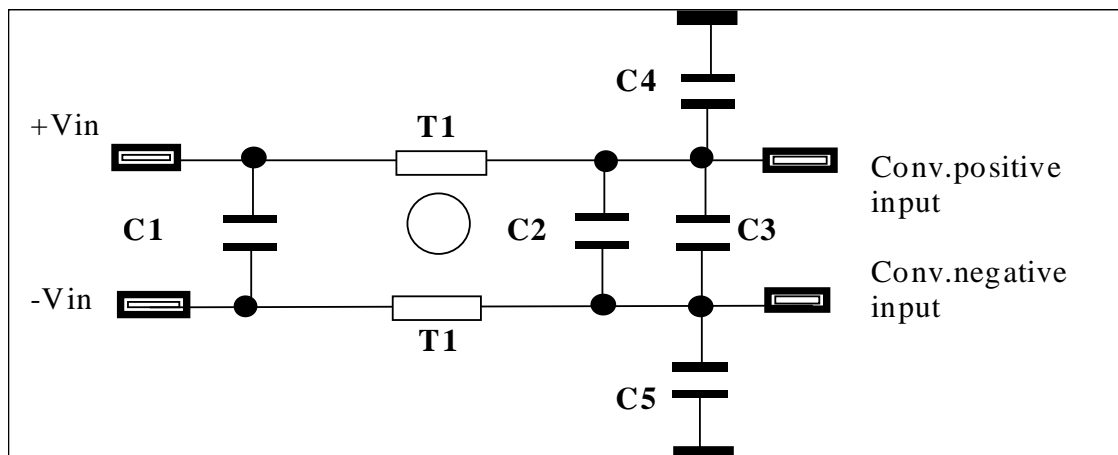 C4
+Vin
T1
Conv.positive
input
C1
C2
C3
-Vin
Conv.negative
input
T1
C5